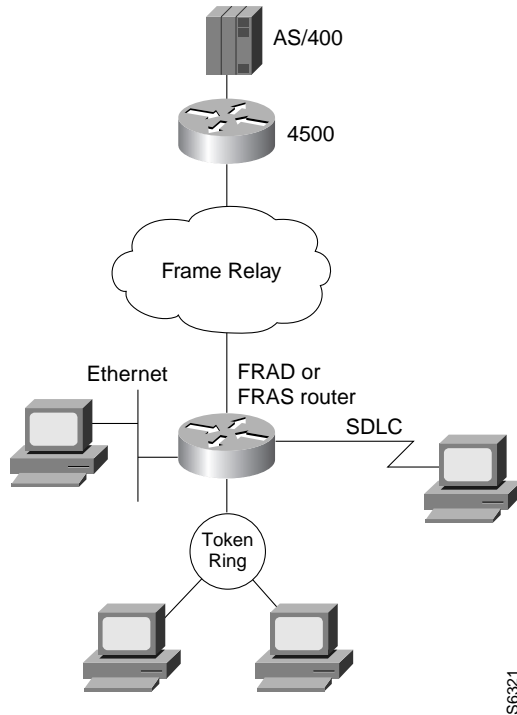 AS/400
4500
Frame Relay
Ethernet
FRAD or
FRAS router
SDLC
Token
Ring
S6321